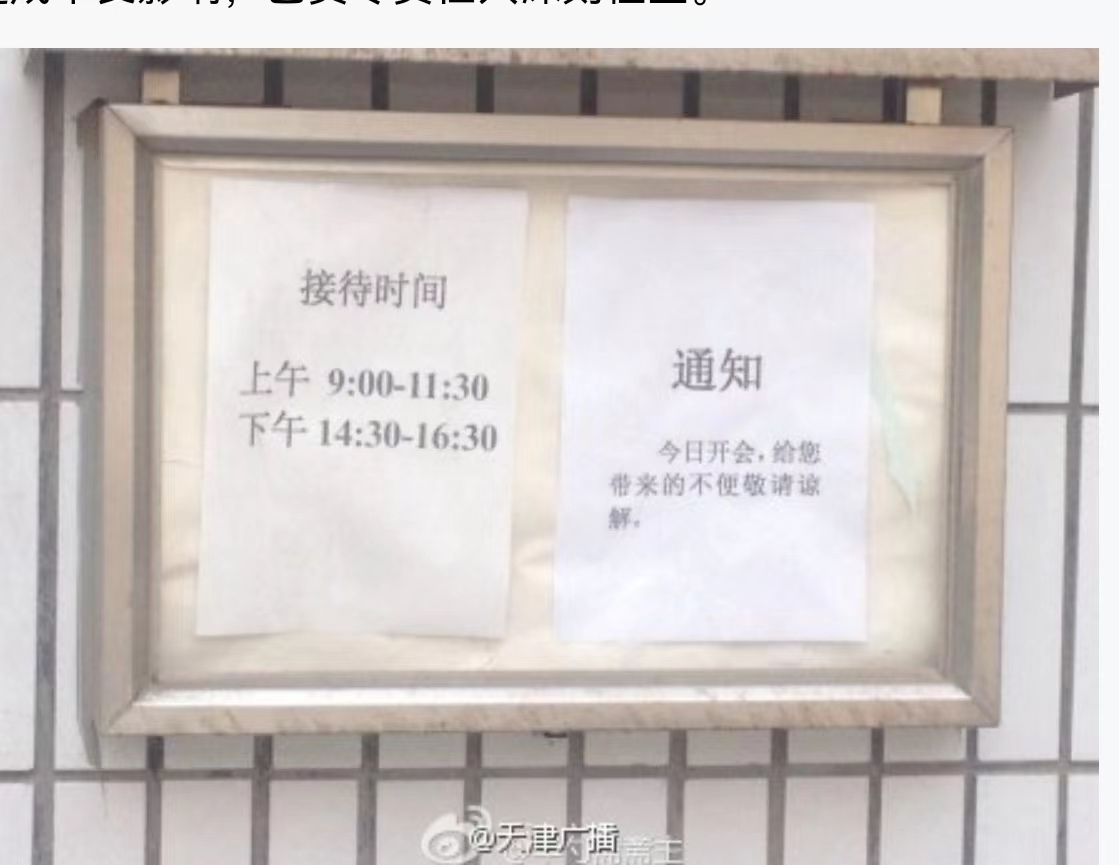 接待时间
上午 9:00-11:30
下午 14:30-16:30
通知
今日开会，给您
带来的不便敬请谅
解。
@天津广播